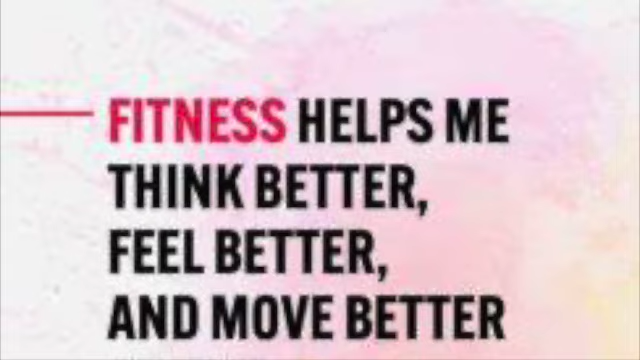 FITNESS HELPS ME
THINK BETTER,
FEEL BETTER,
AND MOVE BETTER